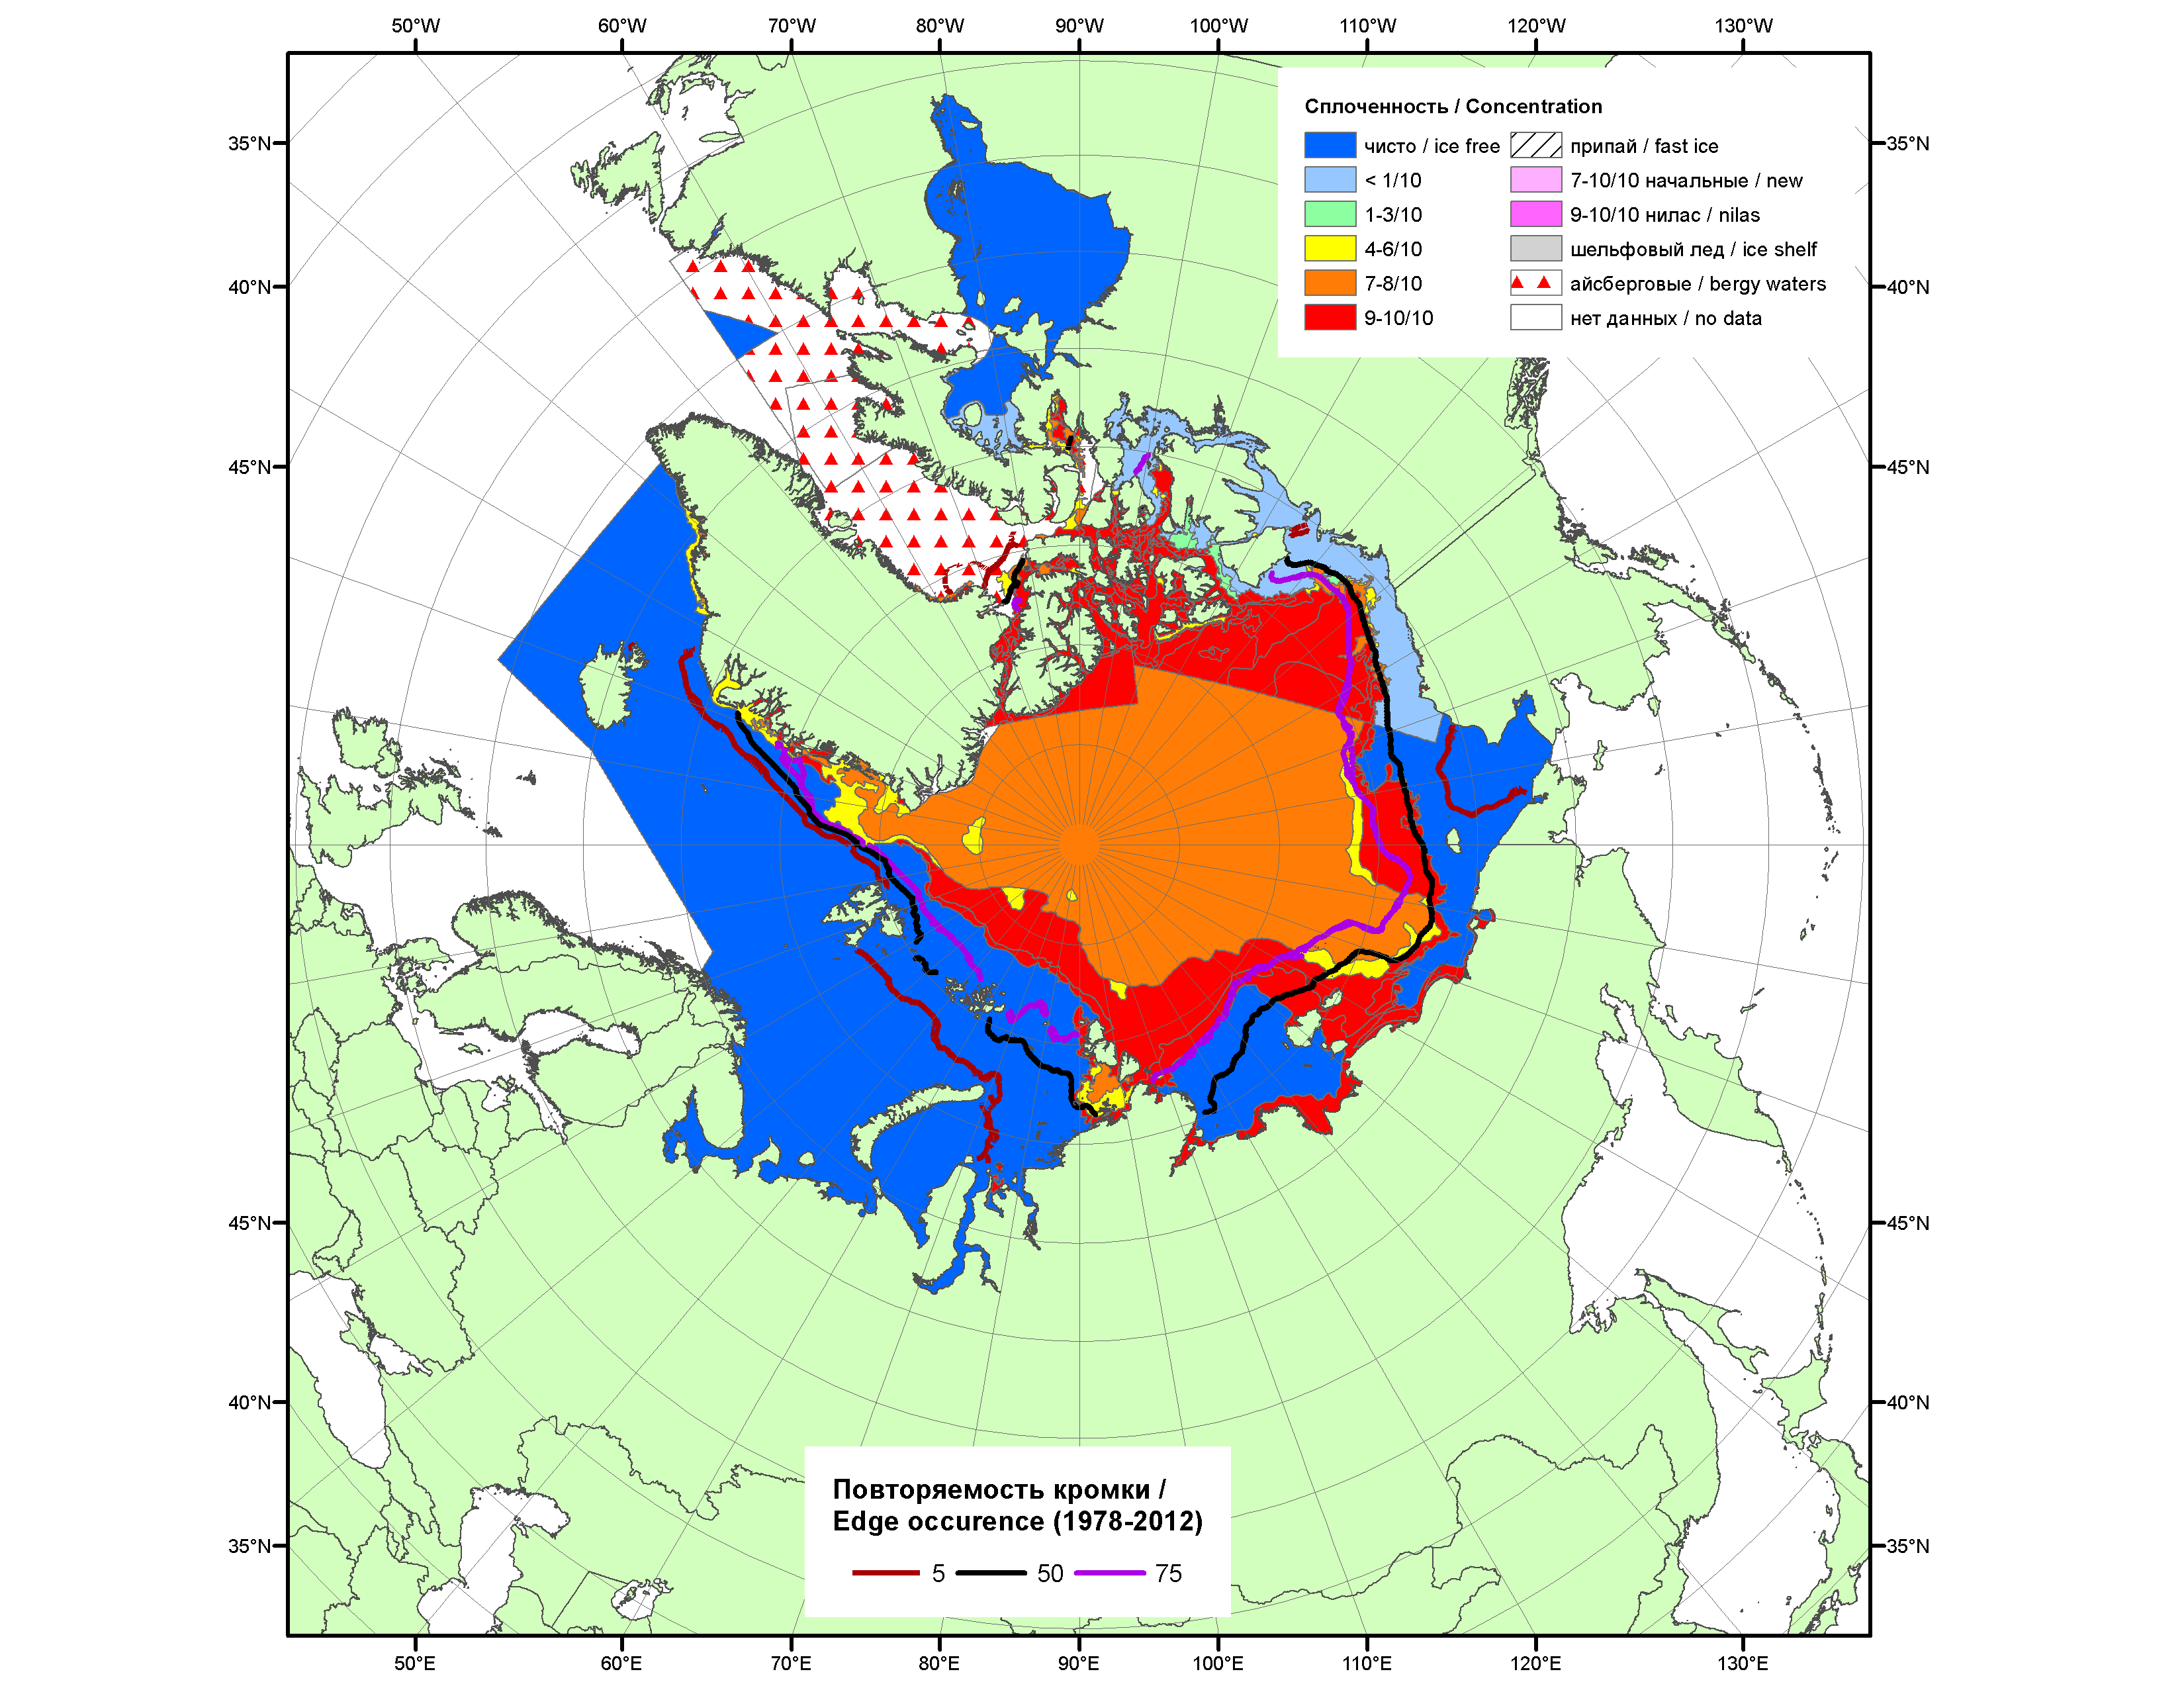 50°W 60°W 70°W 80°W 90°W 100°W 110°W 120°W 130°W
Сплоченность / Concentration
чисто / ice free
< 1/10
1-3/10
4-6/10
7-8/10
9-10/10
припай / fast ice
7-10/10 начальные / new
9-10/10 нилас / nilas
шельфовый лед / ice shelf
айсберговые / bergy waters
нет данных / no data
35°N 35°N
40°N 40°N
45°N 45°N
45°N 45°N
40°N 40°N
35°N 35°N
Повторяемость кромки /
Edge occurence (1978-2012)
5 50 75
50°E 60°E 70°E 80°E 90°E 100°E 110°E 120°E 130°E